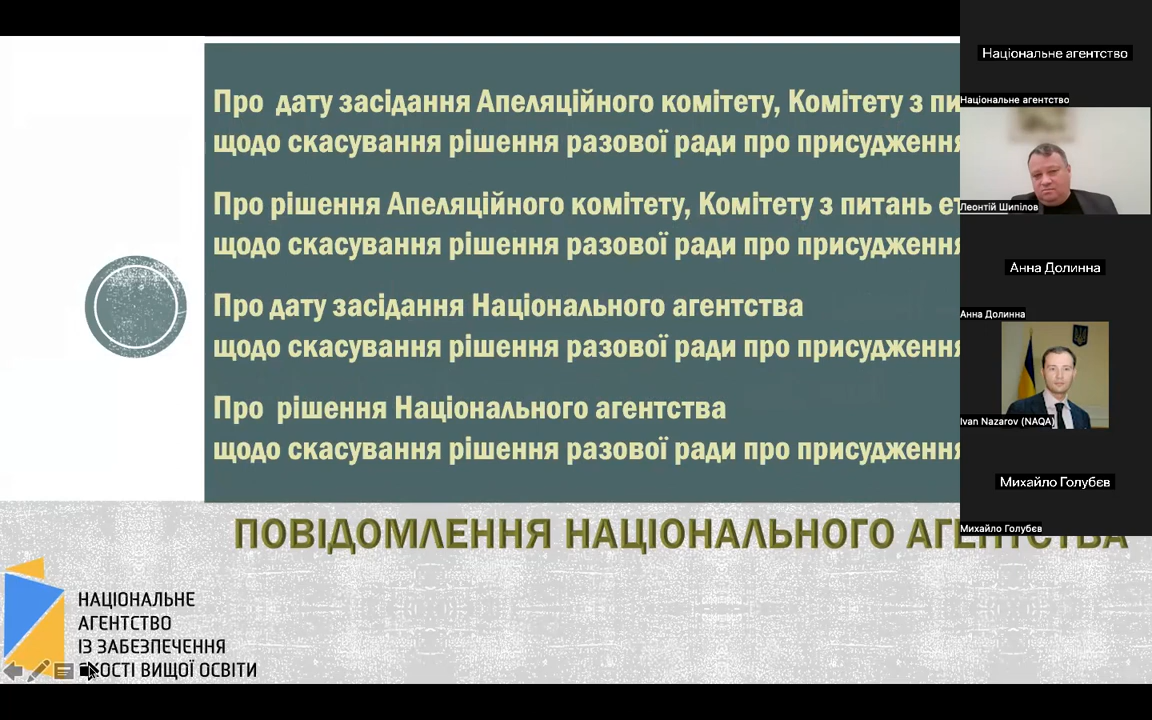 Про дату засідання Апеляційного комітету, Комітету з пи
щодо скасування рішення разової ради про присудження
Про рішення Апеляційного комітету, Комітету з питань ет
щодо скасування рішення разової ради про присудження
Про дату засідання Національного агентства
щодо скасування рішення разової ради про присудження
Про рішення Національного агентства
щодо скасування рішення разової ради про присудження
ПОВІДОМЛЕННЯ НАЦІОНАЛЬНОГО АГЕНТСТВА
НАЦІОНАЛЬНЕ
АГЕНТСТВО
ІЗ ЗАБЕЗПЕЧЕННЯ
ЯКОСТІ ВИЩОЇ ОСВІТИ
Національне агентство
Національне агентство
Леонтій Шипілов
Анна Долинна
Анна Долинна
Ivan Nazarov (NAQA)
Михайло Голубєв
Михайло Голубєв